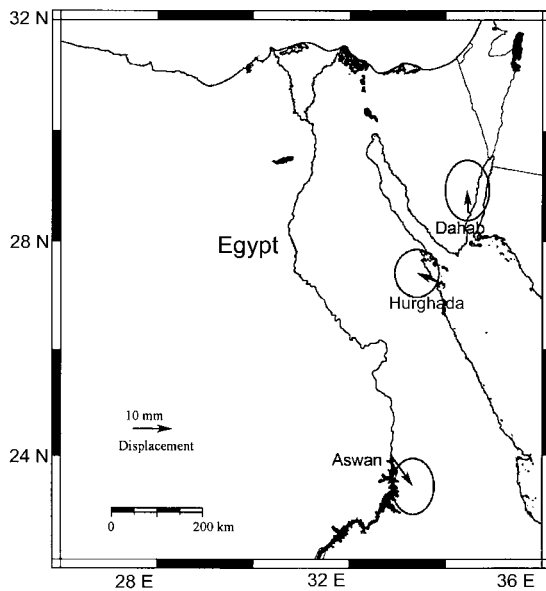 32 N
Dahab
28 N
Egypt
Hurghada
10 mm
Displacement
Aswan
24 N
0
200 km
28 E
32 E
36 E